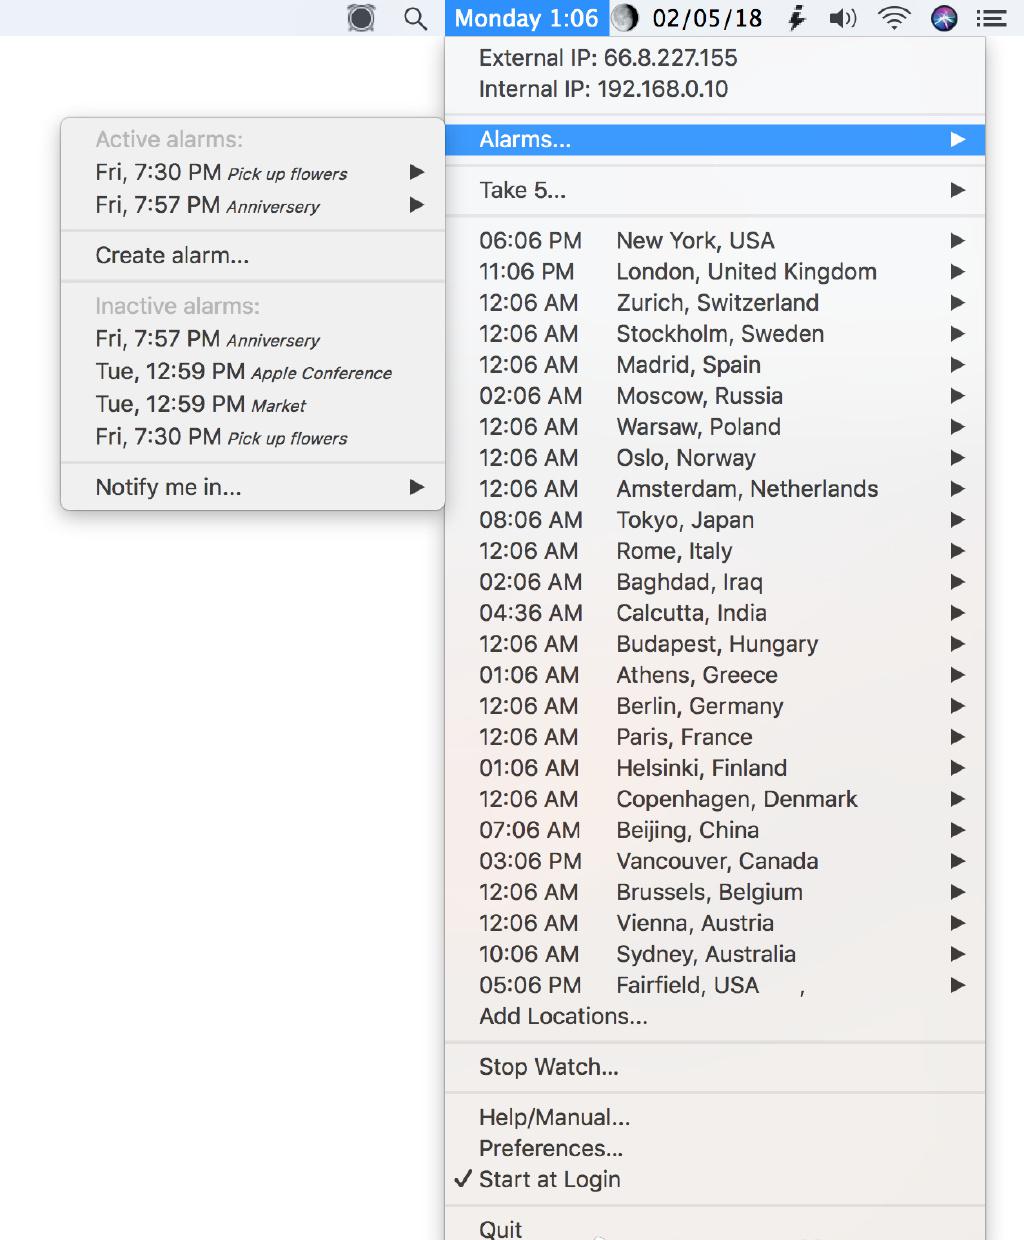 Monday 1:06 02/05/18
External IP: 66.8.227.155
Internal IP: 192.168.0.10
Alarms...
Active alarms:
Fri, 7:30 PM Pick up flowers
Fri, 7:57 PM Anniversery
Create alarm...
Inactive alarms:
Fri, 7:57 PM Anniversery
Tue, 12:59 PM Apple Conference
Tue, 12:59 PM Market
Fri, 7:30 PM Pick up flowers
Notify me in...
Take 5...
06:06 PM New York, USA
11:06 PM London, United Kingdom
12:06 AM Zurich, Switzerland
12:06 AM Stockholm, Sweden
12:06 AM Madrid, Spain
02:06 AM Moscow, Russia
12:06 AM Warsaw, Poland
12:06 AM Oslo, Norway
12:06 AM Amsterdam, Netherlands
08:06 AM Tokyo, Japan
12:06 AM Rome, Italy
02:06 AM Baghdad, Iraq
04:36 AM Calcutta, India
12:06 AM Budapest, Hungary
01:06 AM Athens, Greece
12:06 AM Berlin, Germany
12:06 AM Paris, France
01:06 AM Helsinki, Finland
12:06 AM Copenhagen, Denmark
07:06 AM Beijing, China
03:06 PM Vancouver, Canada
12:06 AM Brussels, Belgium
12:06 AM Vienna, Austria
10:06 AM Sydney, Australia
05:06 PM Fairfield, USA ,
Add Locations...
Stop Watch...
Help/Manual...
Preferences...
✓ Start at Login
Quit